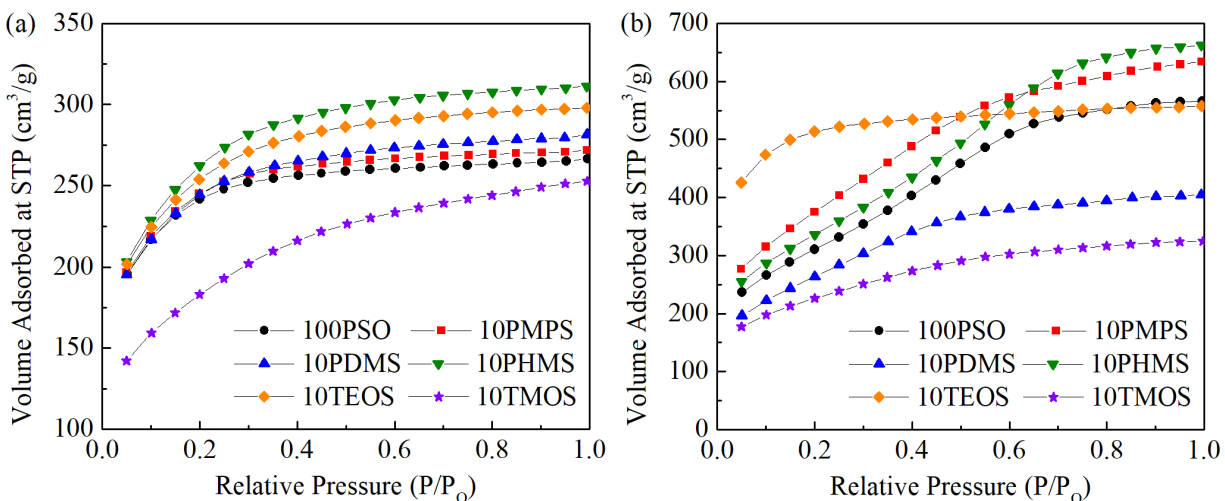 (a)
350
300
250
200
150
100
Volume Adsorbed at STP (cm³/g)
100PSO 10PMPS
10PDMS 10PHMS
10TEOS 10TMOS
0.0 0.2 0.4 0.6 0.8 1.0
Relative Pressure (P/P_O)
(b)
700
600
500
400
300
200
100
0
Volume Adsorbed at STP (cm³/g)
100PSO 10PMPS
10PDMS 10PHMS
10TEOS 10TMOS
0.0 0.2 0.4 0.6 0.8 1.0
Relative Pressure (P/P_O)